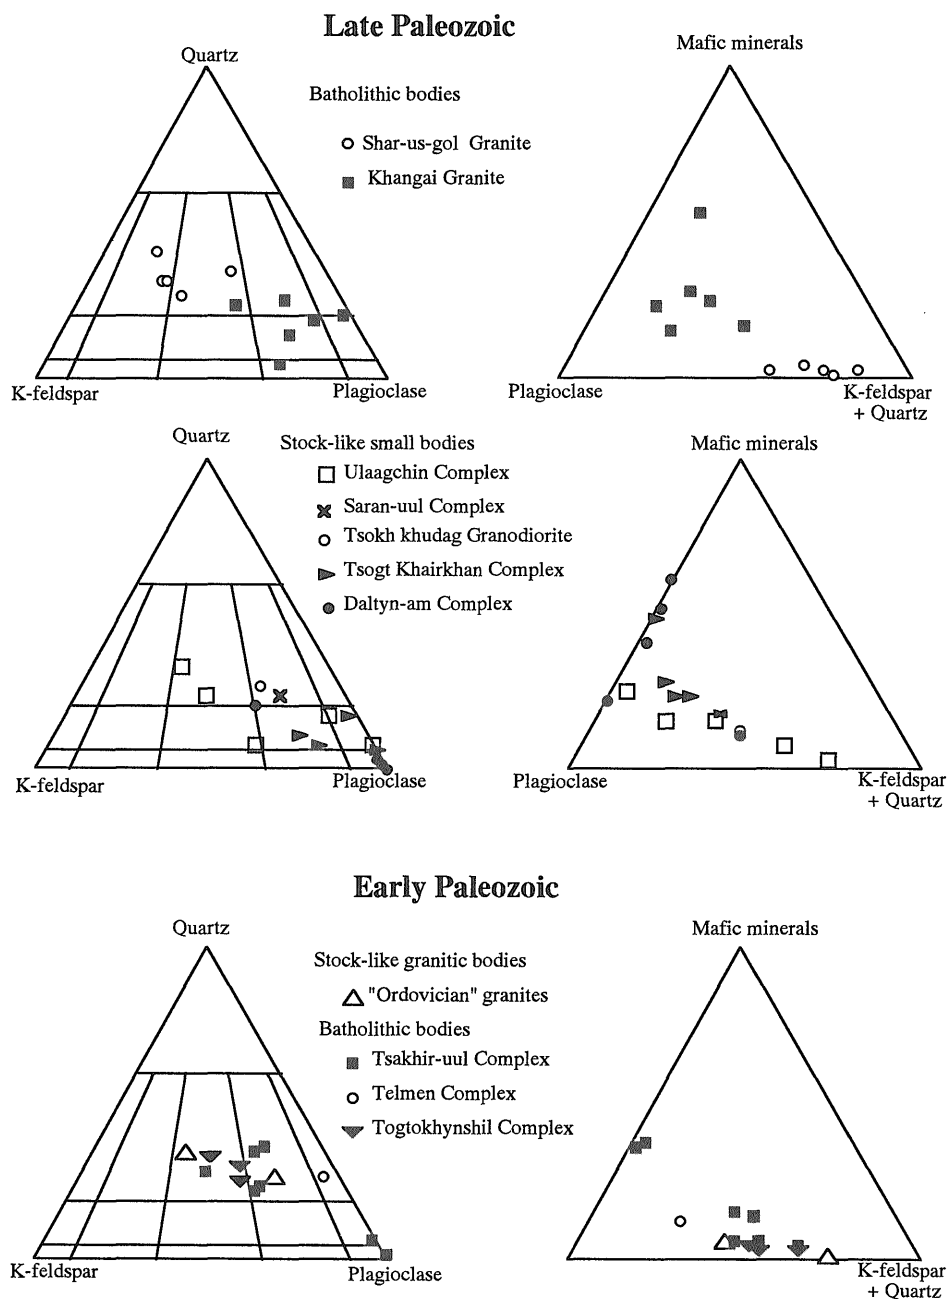 Late Paleozoic
Quartz
Mafic minerals
Batholithic bodies
Shar-us-gol Granite
Khangai Granite
K-feldspar
Plagioclase
Plagioclase
K-feldspar
+ Quartz
Quartz
Stock-like small bodies
Mafic minerals
Ulaagchin Complex
Saran-uul Complex
Tsokh khudag Granodiorite
Tsogt Khairkhan Complex
Daltyn-am Complex
K-feldspar
Plagioclase
Plagioclase
K-feldspar
+ Quartz
Early Paleozoic
Quartz
Mafic minerals
Stock-like granitic bodies
"Ordovician" granites
Batholithic bodies
Tsakhir-uul Complex
Telmen Complex
Togtokhynshil Complex
K-feldspar
Plagioclase
K-feldspar
+ Quartz